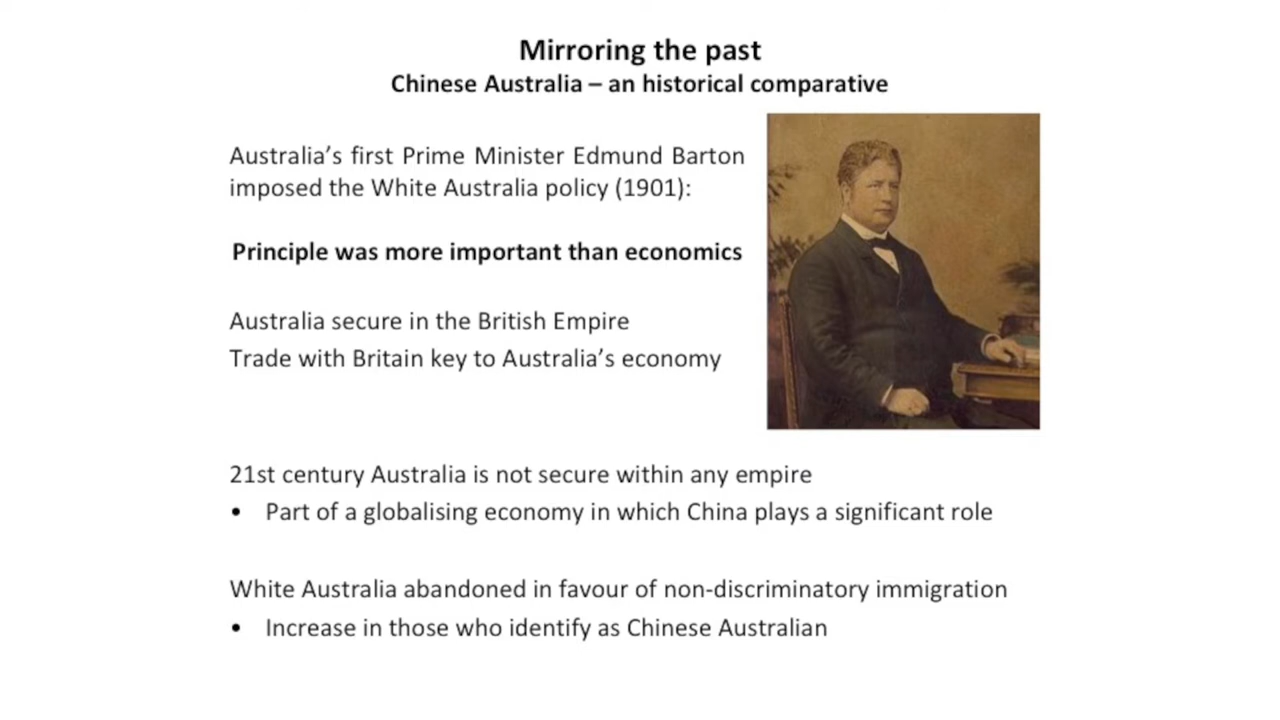 Mirroring the past
Chinese Australia – an historical comparative
Australia’s first Prime Minister Edmund Barton
imposed the White Australia policy (1901):
Principle was more important than economics
Australia secure in the British Empire
Trade with Britain key to Australia’s economy
21st century Australia is not secure within any empire
• Part of a globalising economy in which China plays a significant role
White Australia abandoned in favour of non-discriminatory immigration
• Increase in those who identify as Chinese Australian